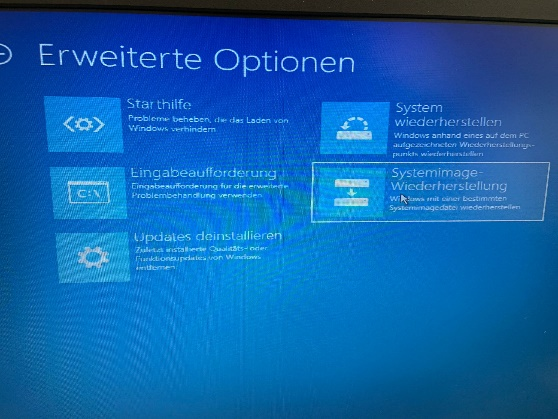 Erweiterte Optionen
Starthilfe
Probleme beheben, die das Laden von
Windows verhindern
System
wiederherstellen
Windows anhand eines auf dem PC
aufgezeichneten Wiederherstellungs-
punkts wiederherstellen
Eingabeaufforderung
Eingabeaufforderung für die erweiterte
Problembehandlung verwenden
C:\
Systemimage-
Wiederherstellung
Windows mit einer bestimmten
Systemimagedatei wiederherstellen
Updates deinstallieren
Zuletzt installierte Qualitäts- oder
Funktionsupdates von Windows
entfernen